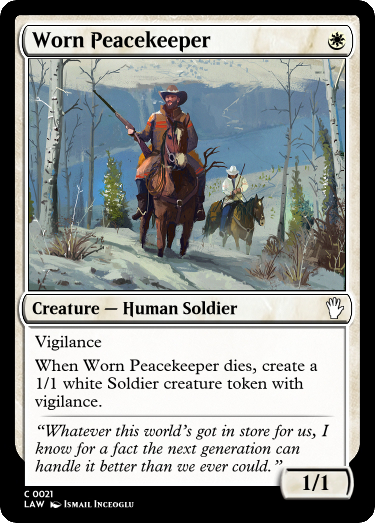 Worn Peacekeeper
Creature — Human Soldier
Vigilance
When Worn Peacekeeper dies, create a
1/1 white Soldier creature token with
vigilance.
“Whatever this world’s got in store for us, I
know for a fact the next generation can
handle it better than we ever could.”
1/1
C 0021
LAW Ismail Inceoglu